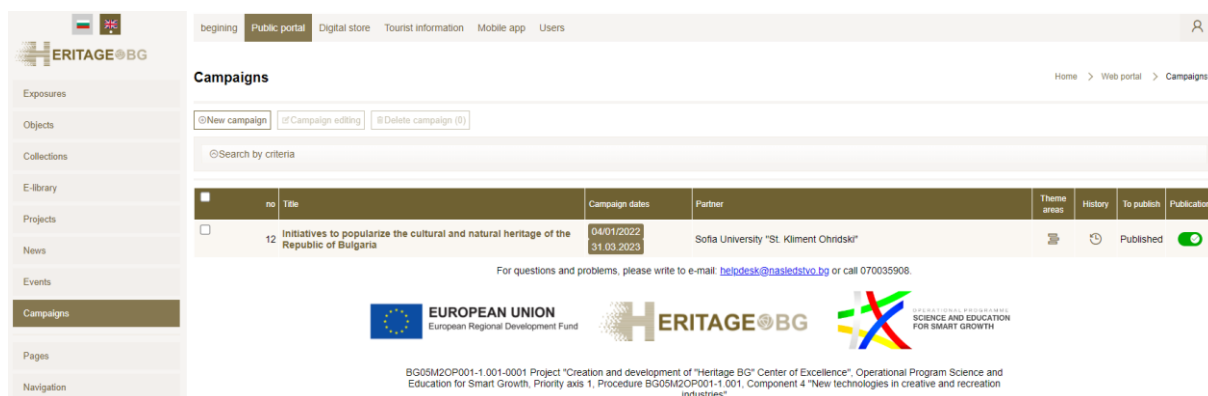 begining Public portal Digital store Tourist information Mobile app Users
ERITAGE BG
Campaigns
Home > Web portal > Campaigns
Exposures
Objects
Collections
E-library
Projects
News
Events
Campaigns
Pages
Navigation
New campaign Campaign editing Delete campaign (0)
Search by criteria
no Title Campaign dates Partner Theme areas History To publish Publication
12 Initiatives to popularize the cultural and natural heritage of the
Republic of Bulgaria
04/01/2022
31.03.2023
Sofia University "St. Kliment Ohridski"
Published
For questions and problems, please write to e-mail: helpdesk@nasledstvo.bg or call 070035908.
EUROPEAN UNION
European Regional Development Fund
ERITAGE BG
OPERATIONAL PROGRAMME
SCIENCE AND EDUCATION
FOR SMART GROWTH
BG05M2OP001-1.001-0001 Project "Creation and development of "Heritage BG" Center of Excellence", Operational Program Science and
Education for Smart Growth, Priority axis 1, Procedure BG05M2OP001-1.001, Component 4 "New technologies in creative and recreation
industries"